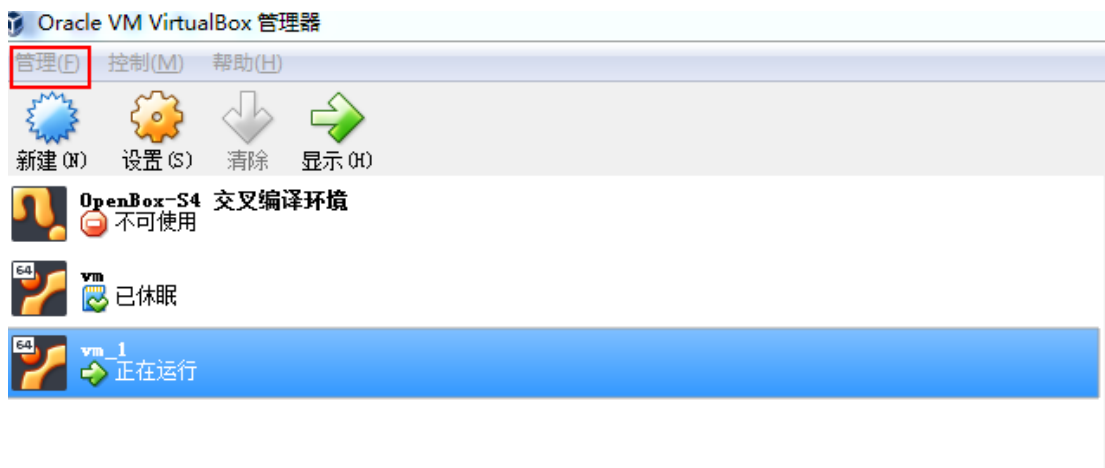 Oracle VM VirtualBox 管理器
管理(F) 控制(M) 帮助(H)
新建(N) 设置(S) 清除 显示(H)
OpenBox-S4 交叉编译环境
不可使用
64
vm
已休眠
64
vm_1
正在运行